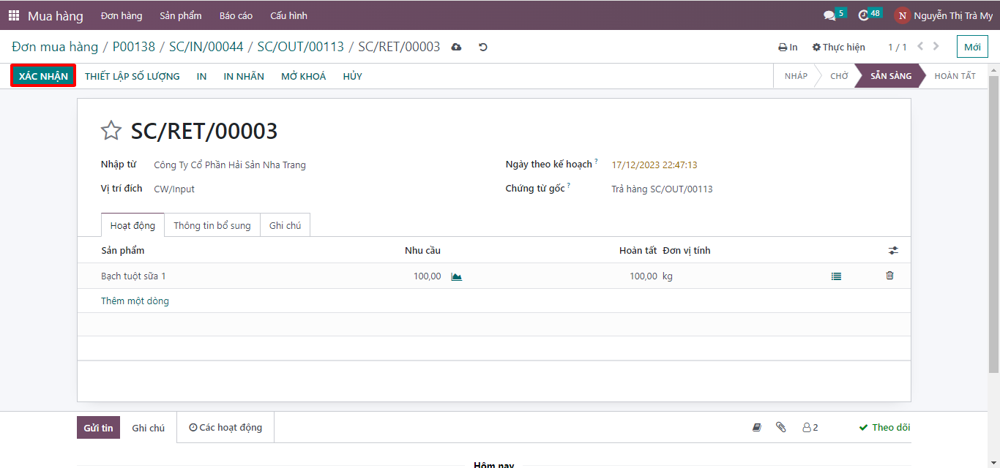 Mua hàng Đơn hàng Sản phẩm Báo cáo Cấu hình 5 48 N Nguyễn Thị Trà My
Đơn mua hàng / P00138 / SC/IN/00044 / SC/OUT/00113 / SC/RET/00003 In Thực hiện 1 / 1 Mới
XÁC NHẬN THIẾT LẬP SỐ LƯỢNG IN IN NHÃN MỞ KHOÁ HỦY NHÁP CHỜ SẴN SÀNG HOÀN TẤT
SC/RET/00003
Nhập từ Công Ty Cổ Phần Hải Sản Nha Trang Ngày theo kế hoạch ? 17/12/2023 22:47:13
Vị trí đích CW/Input Chứng từ gốc ? Trả hàng SC/OUT/00113
Hoạt động Thông tin bổ sung Ghi chú
Sản phẩm Nhu cầu Hoàn tất Đơn vị tính
Bạch tuột sữa 1 100,00 100,00 kg
Thêm một dòng
Gửi tin Ghi chú Các hoạt động 2 Theo dõi
Hôm nay